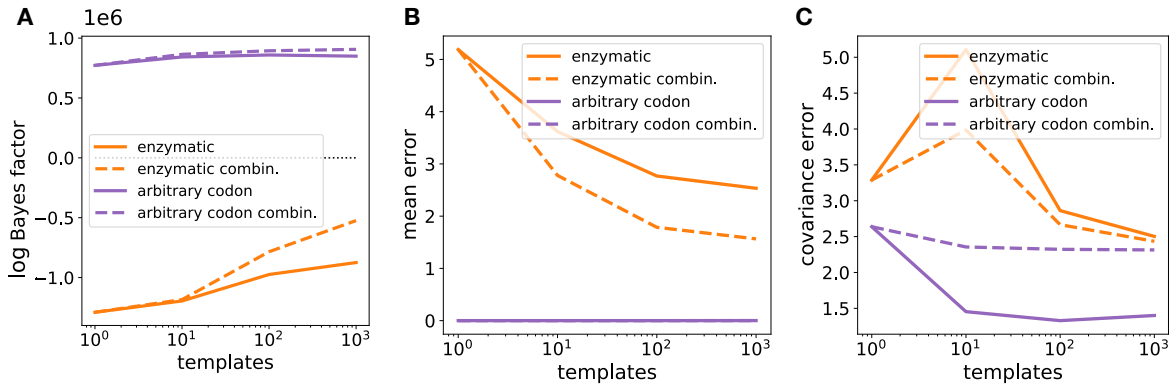 A
1e6
1.0
0.5
0.0
−0.5
−1.0
log Bayes factor
enzymatic
enzymatic combin.
arbitrary codon
arbitrary codon combin.
10^0 10^1 10^2 10^3
templates
B
5
4
3
2
1
0
mean error
enzymatic
enzymatic combin.
arbitrary codon
arbitrary codon combin.
10^0 10^1 10^2 10^3
templates
C
5.0
4.5
4.0
3.5
3.0
2.5
2.0
1.5
covariance error
enzymatic
enzymatic combin.
arbitrary codon
arbitrary codon combin.
10^0 10^1 10^2 10^3
templates